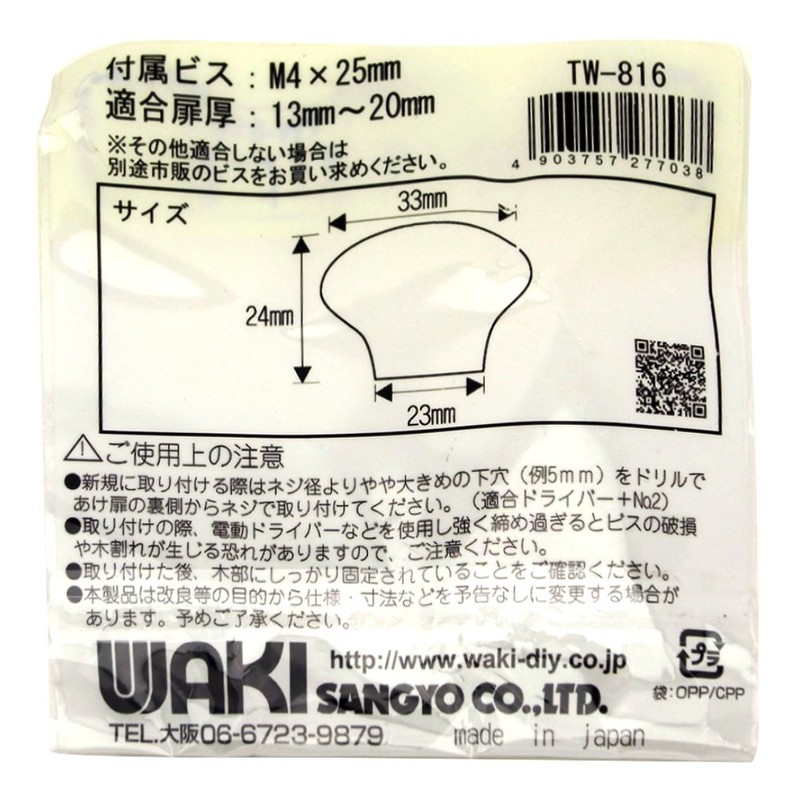 付属ビス : M4×25mm
TW-816
適合扉厚 : 13mm～20mm
4 903757 277038
※その他適合しない場合は
別途市販のビスをお買い求めください。
サイズ
33mm
24mm
23mm
⚠ご使用上の注意
●新規に取り付ける際はネジ径よりやや大きめの下穴（例5mm）をドリルで
あけ扉の裏側からネジで取り付けてください。（適合ドライバー＋No2）
●取り付けの際、電動ドライバーなどを使用し強く締め過ぎるとビスの破損
や木割れが生じる恐れがありますので、ご注意ください。
●取り付けた後、木部にしっかり固定されていることをご確認ください。
●本製品は改良等の目的から仕様・寸法などを予告なしに変更する場合が
あります。予めご了承ください。
WAKI
http://www.waki-diy.co.jp
SANGYO CO.,LTD.
プラ
袋:OPP/CPP
TEL.大阪06-6723-9879
made in japan